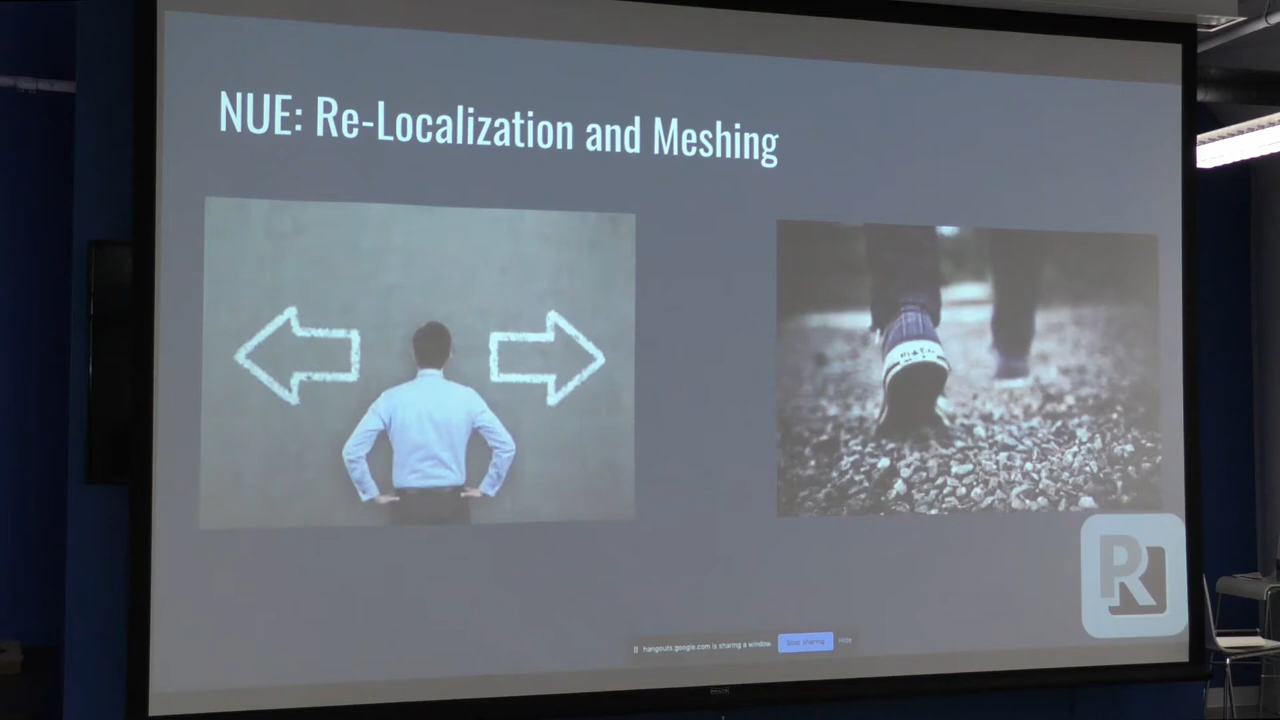 NUE: Re-Localization and Meshing
hangouts.google.com is sharing a window.
Stop sharing
Hide